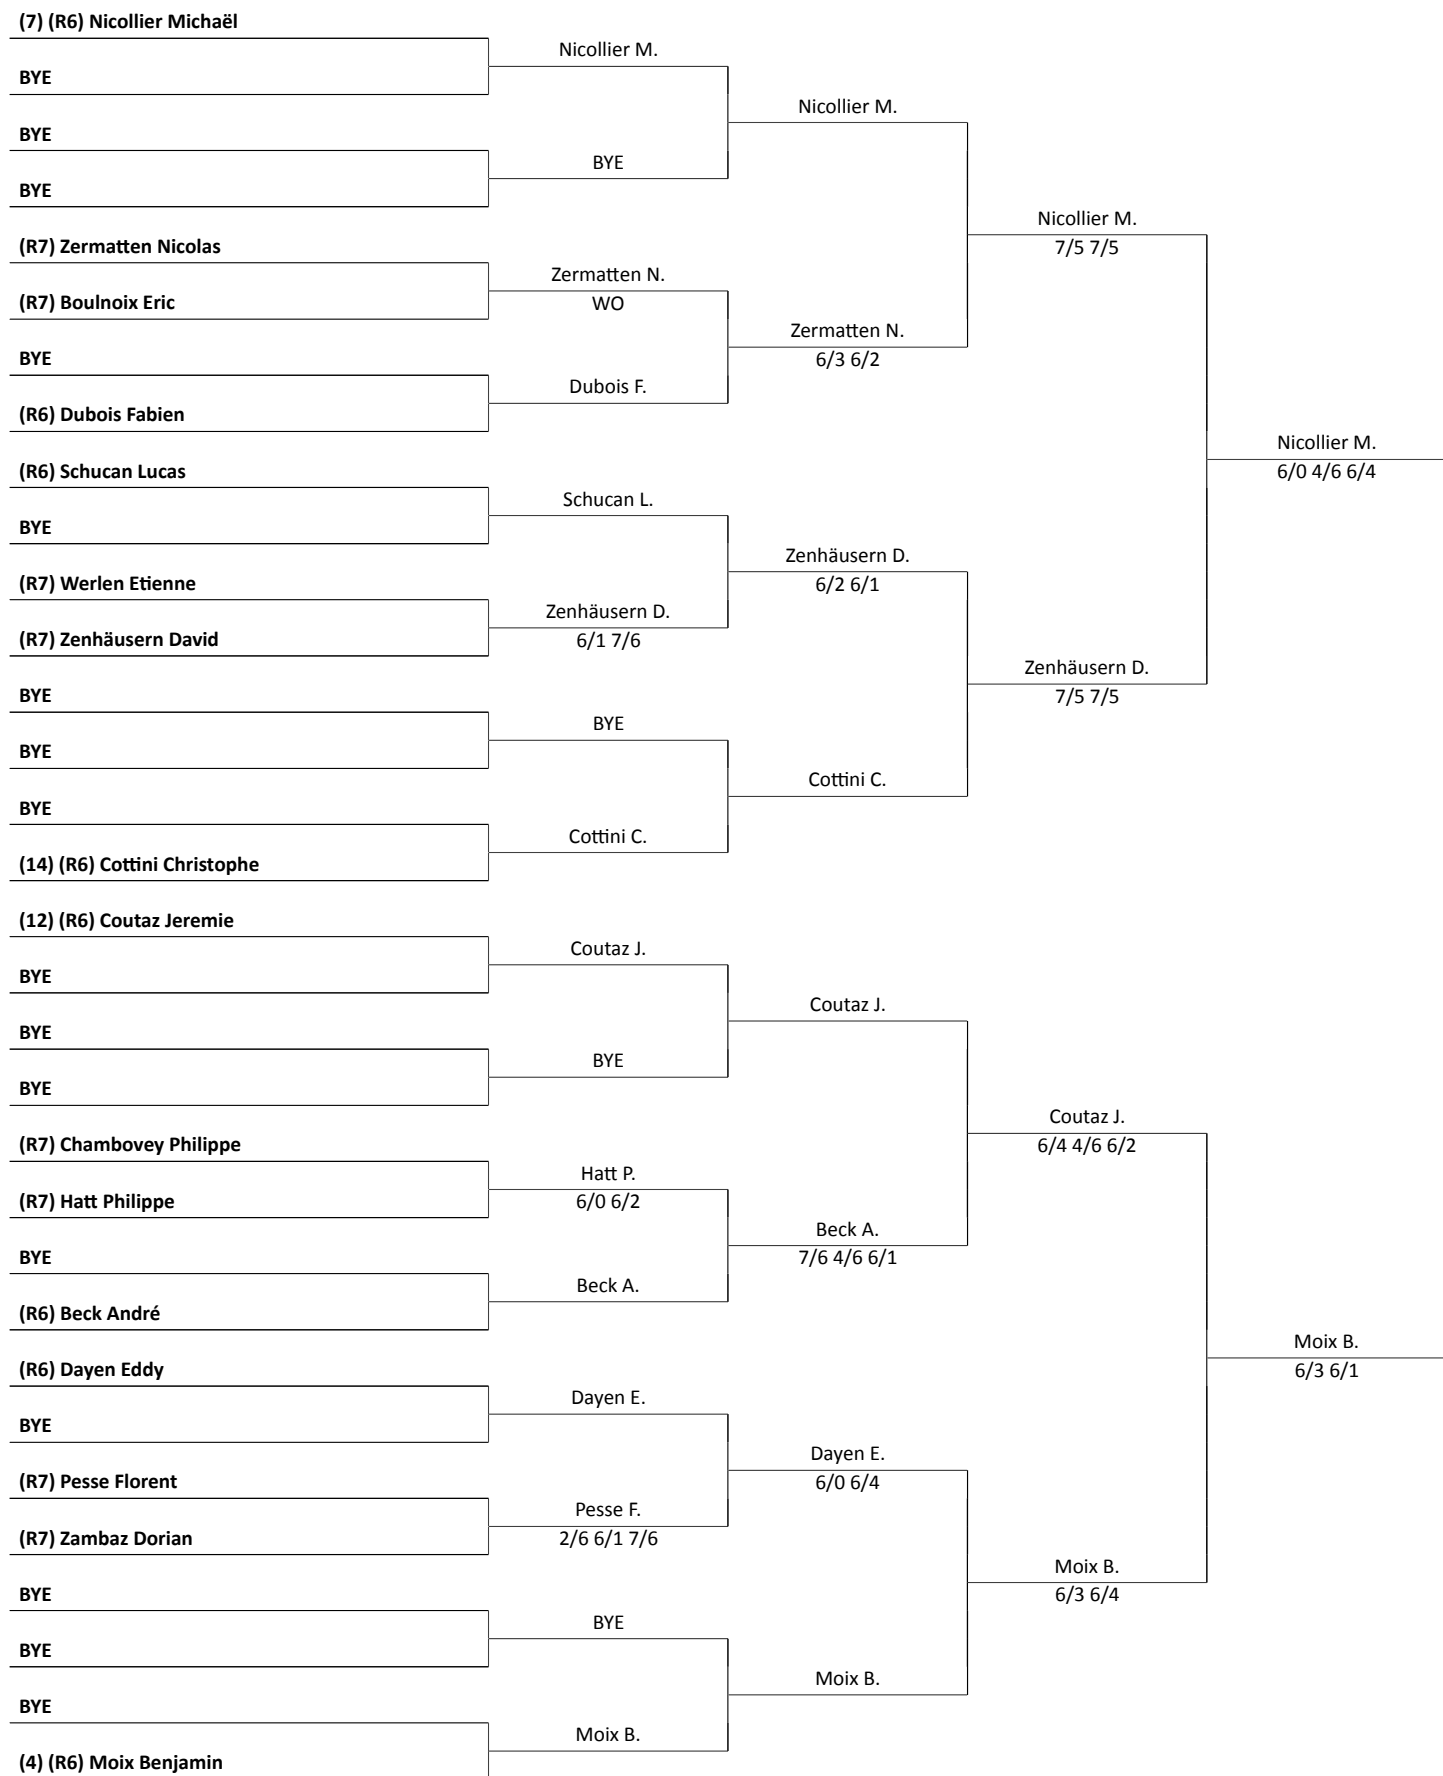 (7) (R6) Nicollier Michaël
Nicollier M.
BYE
Nicollier M.
BYE
BYE
BYE
Nicollier M.
(R7) Zermatten Nicolas
7/5 7/5
Zermatten N.
(R7) Boulnoix Eric
WO
Zermatten N.
BYE
6/3 6/2
Dubois F.
(R6) Dubois Fabien
Nicollier M.
(R6) Schucan Lucas
6/0 4/6 6/4
Schucan L.
BYE
Zenhäusern D.
(R7) Werlen Etienne
6/2 6/1
Zenhäusern D.
(R7) Zenhäusern David
6/1 7/6
Zenhäusern D.
BYE
7/5 7/5
BYE
BYE
Cottini C.
BYE
Cottini C.
(14) (R6) Cottini Christophe
(12) (R6) Coutaz Jeremie
Coutaz J.
BYE
Coutaz J.
BYE
BYE
BYE
Coutaz J.
(R7) Chambovey Philippe
6/4 4/6 6/2
Hatt P.
(R7) Hatt Philippe
6/0 6/2
Beck A.
BYE
7/6 4/6 6/1
Beck A.
(R6) Beck André
Moix B.
(R6) Dayen Eddy
6/3 6/1
Dayen E.
BYE
Dayen E.
(R7) Pesse Florent
6/0 6/4
Pesse F.
(R7) Zambaz Dorian
2/6 6/1 7/6
Moix B.
BYE
6/3 6/4
BYE
BYE
Moix B.
BYE
Moix B.
(4) (R6) Moix Benjamin